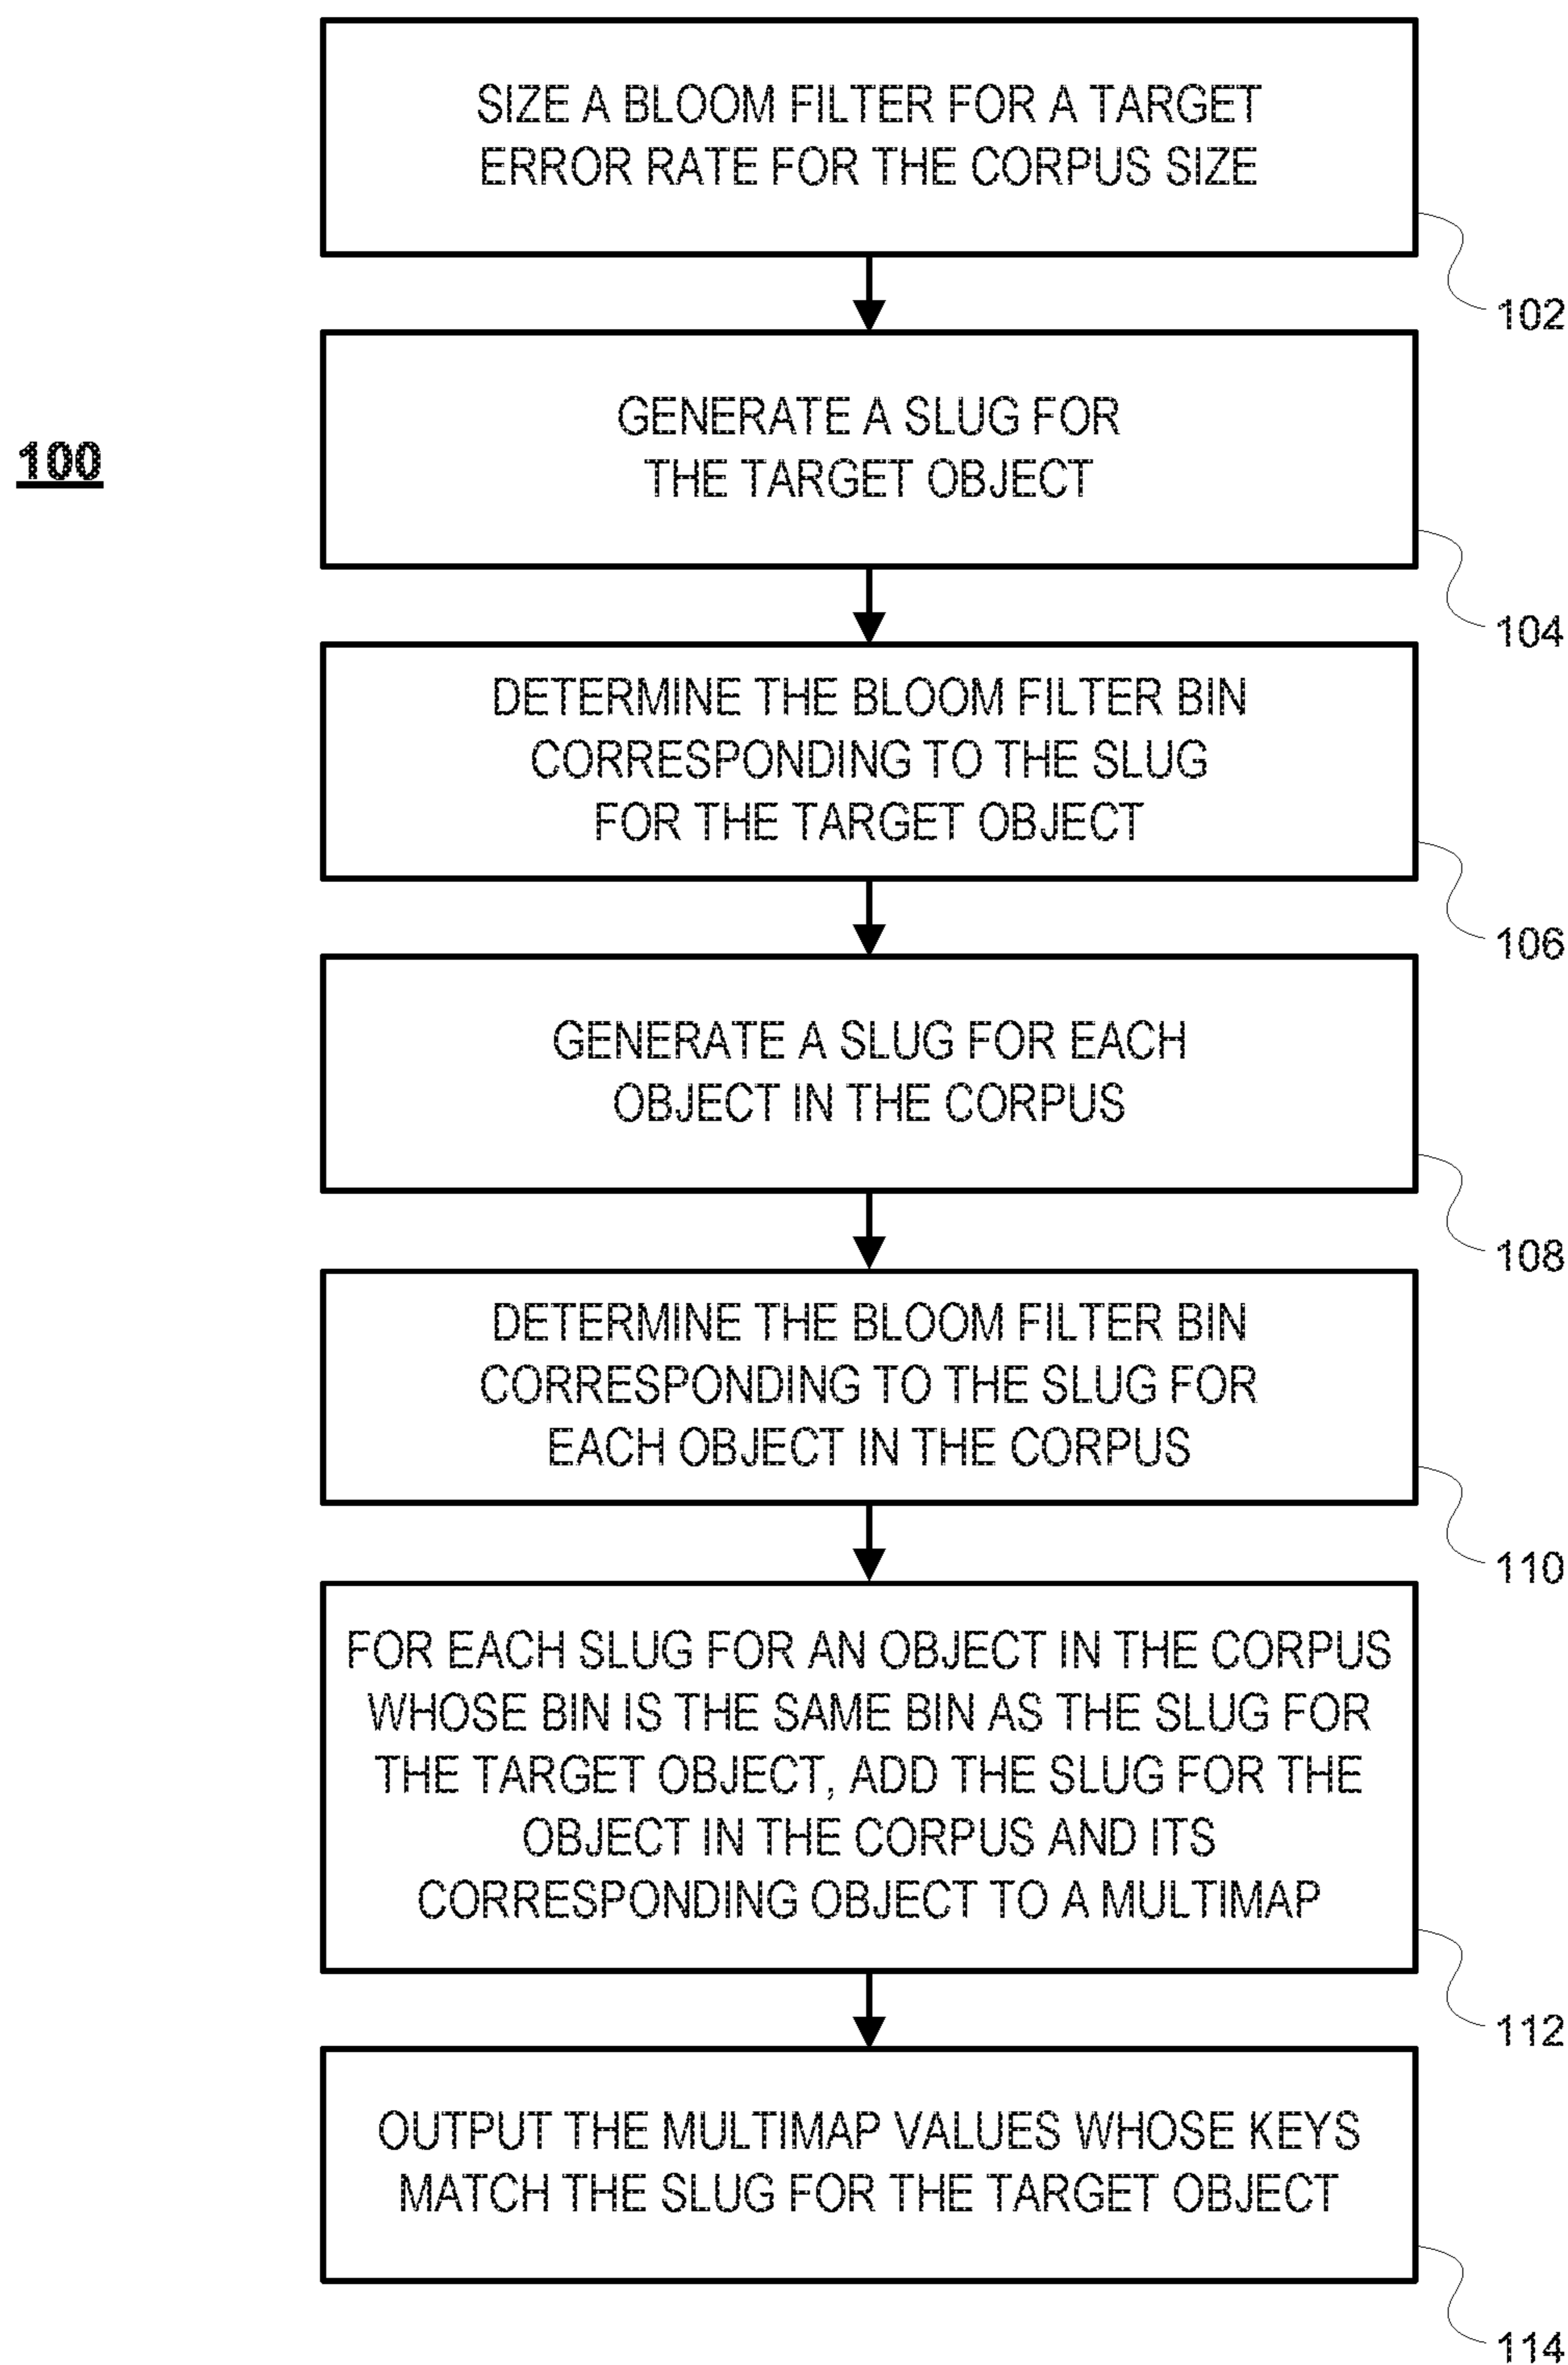 SIZE A BLOOM FILTER FOR A TARGET
ERROR RATE FOR THE CORPUS SIZE
102
GENERATE A SLUG FOR
THE TARGET OBJECT
100
104
DETERMINE THE BLOOM FILTER BIN
CORRESPONDING TO THE SLUG
FOR THE TARGET OBJECT
106
GENERATE A SLUG FOR EACH
OBJECT IN THE CORPUS
108
DETERMINE THE BLOOM FILTER BIN
CORRESPONDING TO THE SLUG FOR
EACH OBJECT IN THE CORPUS
110
FOR EACH SLUG FOR AN OBJECT IN THE CORPUS
WHOSE BIN IS THE SAME BIN AS THE SLUG FOR
THE TARGET OBJECT, ADD THE SLUG FOR THE
OBJECT IN THE CORPUS AND ITS
CORRESPONDING OBJECT TO A MULTIMAP
112
OUTPUT THE MULTIMAP VALUES WHOSE KEYS
MATCH THE SLUG FOR THE TARGET OBJECT
114